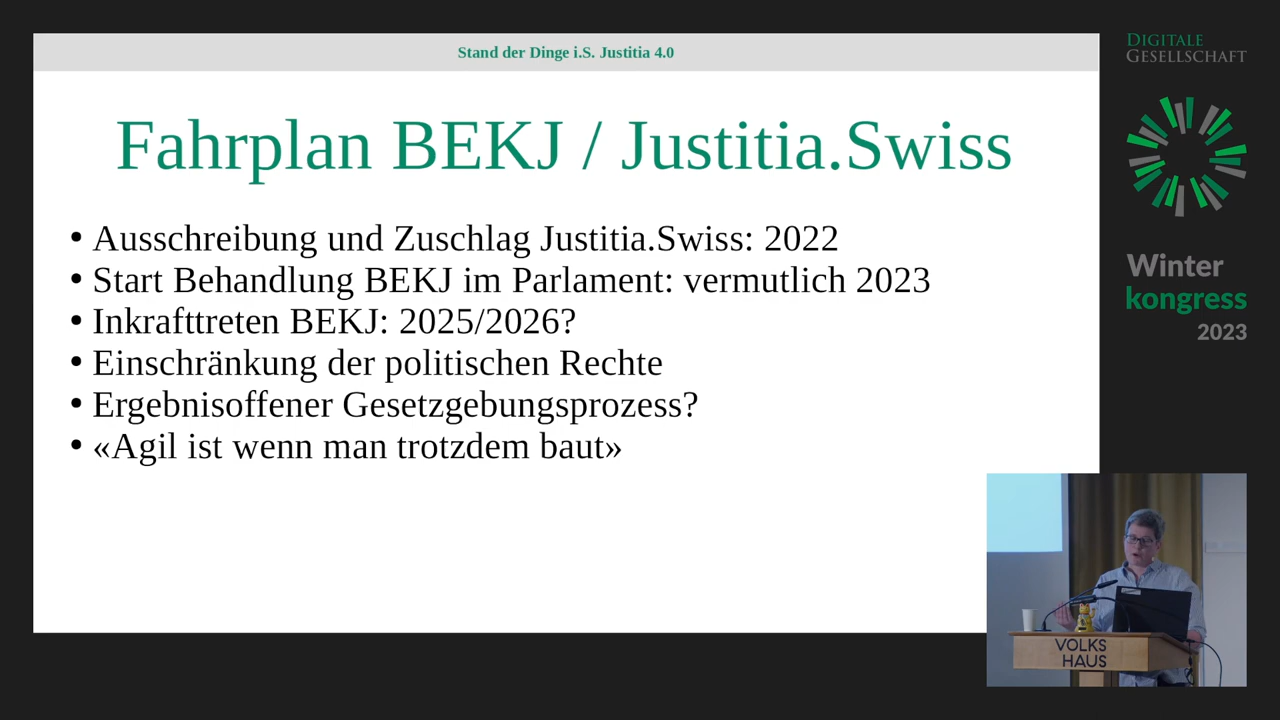 Stand der Dinge i.S. Justitia 4.0
Fahrplan BEKJ / Justitia.Swiss
• Ausschreibung und Zuschlag Justitia.Swiss: 2022
• Start Behandlung BEKJ im Parlament: vermutlich 2023
• Inkrafttreten BEKJ: 2025/2026?
• Einschränkung der politischen Rechte
• Ergebnisoffener Gesetzgebungsprozess?
• «Agil ist wenn man trotzdem baut»
DIGITALE
GESELLSCHAFT
Winter
kongress
2023
VOLKS
HAUS